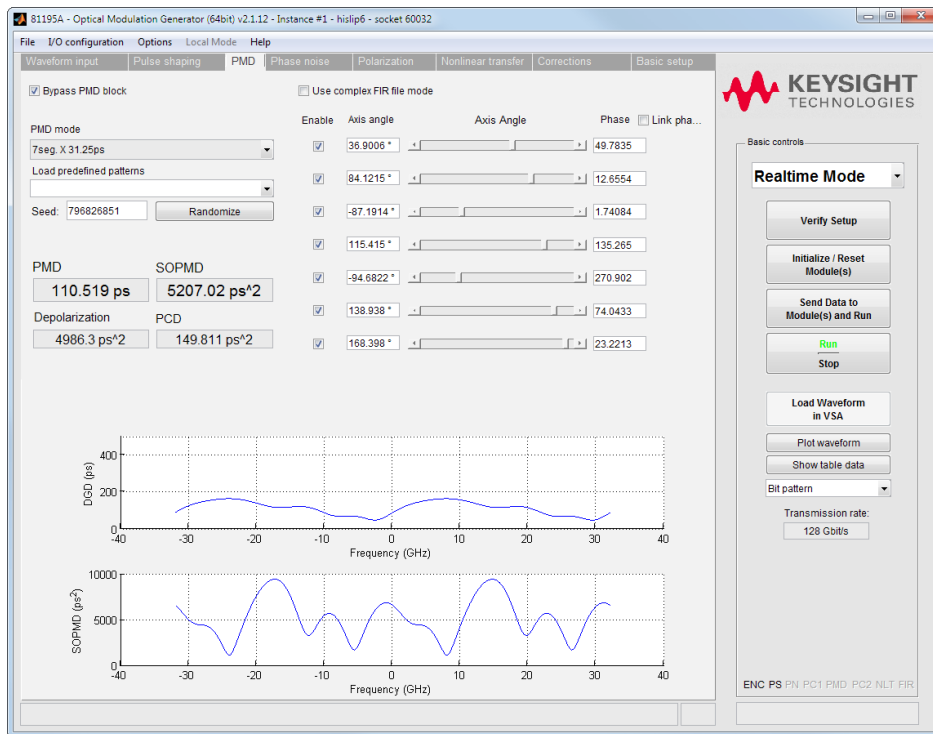 81195A - Optical Modulation Generator (64bit) v2.1.12 - Instance #1 - hislip6 - socket 60032
File I/O configuration Options Local Mode Help
Waveform input Pulse shaping PMD Phase noise Polarization Nonlinear transfer Corrections Basic setup
Bypass PMD block
Use complex FIR file mode
PMD mode
7seg. X 31.25ps
Load predefined patterns
Seed: 796826851 Randomize
PMD SOPMD
110.519 ps 5207.02 ps^2
Depolarization PCD
4986.3 ps^2 149.811 ps^2
Enable Axis angle Axis Angle Phase Link pha...
36.9006 ° 49.7835
84.1215 ° 12.6554
-87.1914 ° 1.74084
115.415 ° 135.265
-94.6822 ° 270.902
138.938 ° 74.0433
168.398 ° 23.2213
DGD (ps)
400
200
0
-40 -30 -20 -10 0 10 20 30 40
Frequency (GHz)
SOPMD (ps²)
10000
5000
0
-40 -30 -20 -10 0 10 20 30 40
Frequency (GHz)
KEYSIGHT
TECHNOLOGIES
Basic controls
Realtime Mode
Verify Setup
Initialize / Reset
Module(s)
Send Data to
Module(s) and Run
Run
Stop
Load Waveform
in VSA
Plot waveform
Show table data
Bit pattern
Transmission rate:
128 Gbit/s
ENC PS PN PC1 PMD PC2 NLT FIR